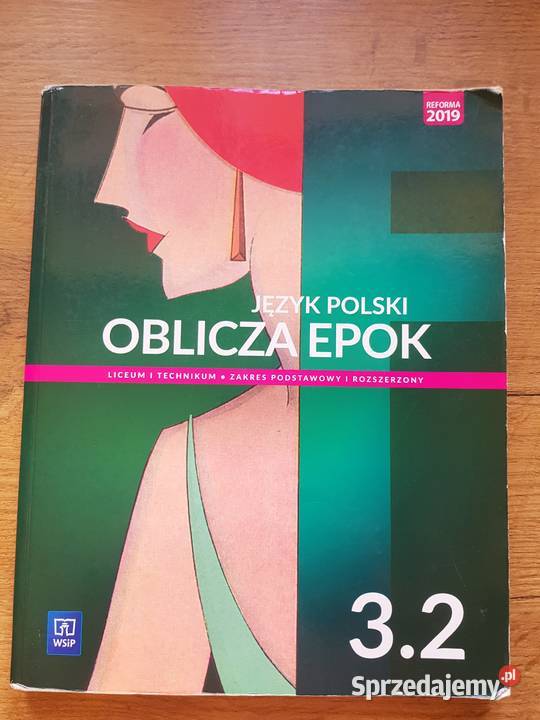 REFORMA
2019
JĘZYK POLSKI
OBLICZA EPOK
LICEUM I TECHNIKUM • ZAKRES PODSTAWOWY I ROZSZERZONY
WSiP
3.2
Sprzedajemy.pl